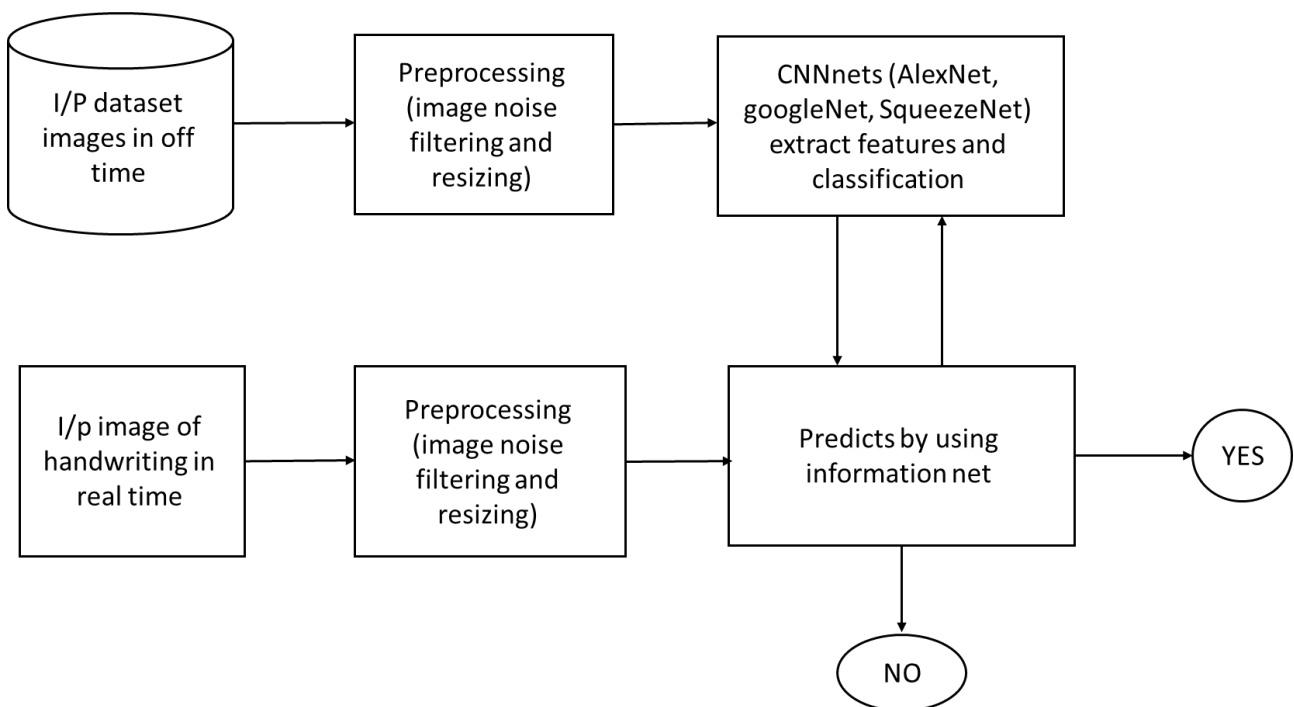 I/P dataset
images in off
time
Preprocessing
(image noise
filtering and
resizing)
CNNnets (AlexNet,
googleNet, SqueezeNet)
extract features and
classification
I/p image of
handwriting in
real time
Preprocessing
(image noise
filtering and
resizing)
Predicts by using
information net
YES
NO